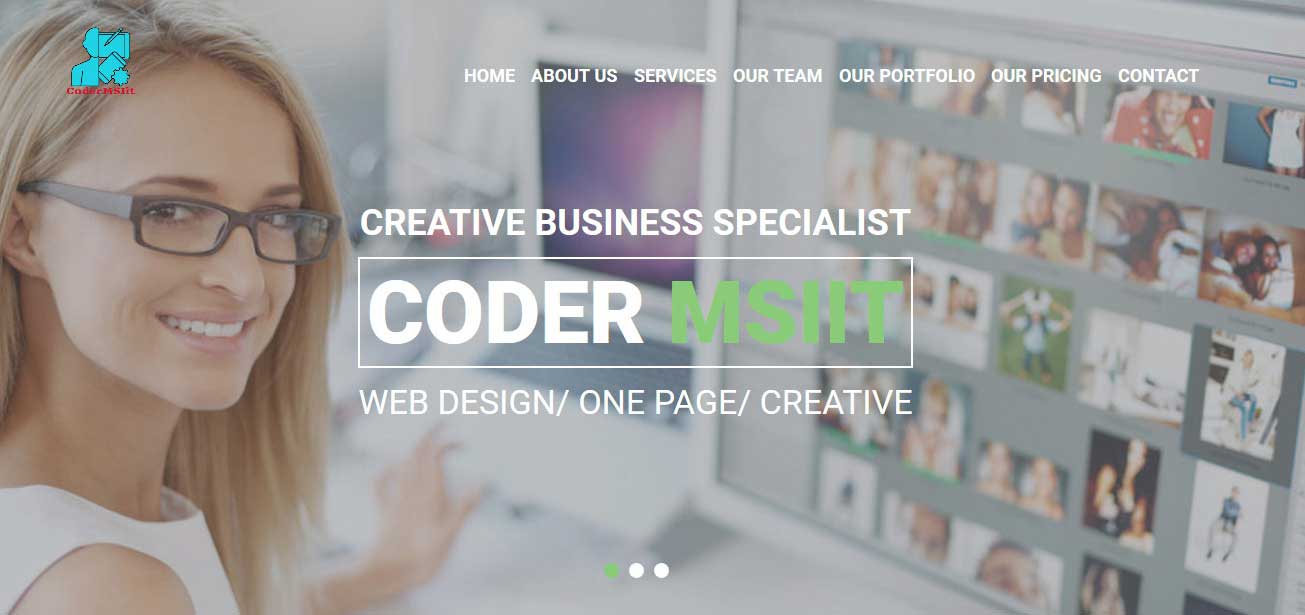 CoderMSIit
HOME ABOUT US SERVICES OUR TEAM OUR PORTFOLIO OUR PRICING CONTACT
CREATIVE BUSINESS SPECIALIST
CODER MSIIT
WEB DESIGN/ ONE PAGE/ CREATIVE